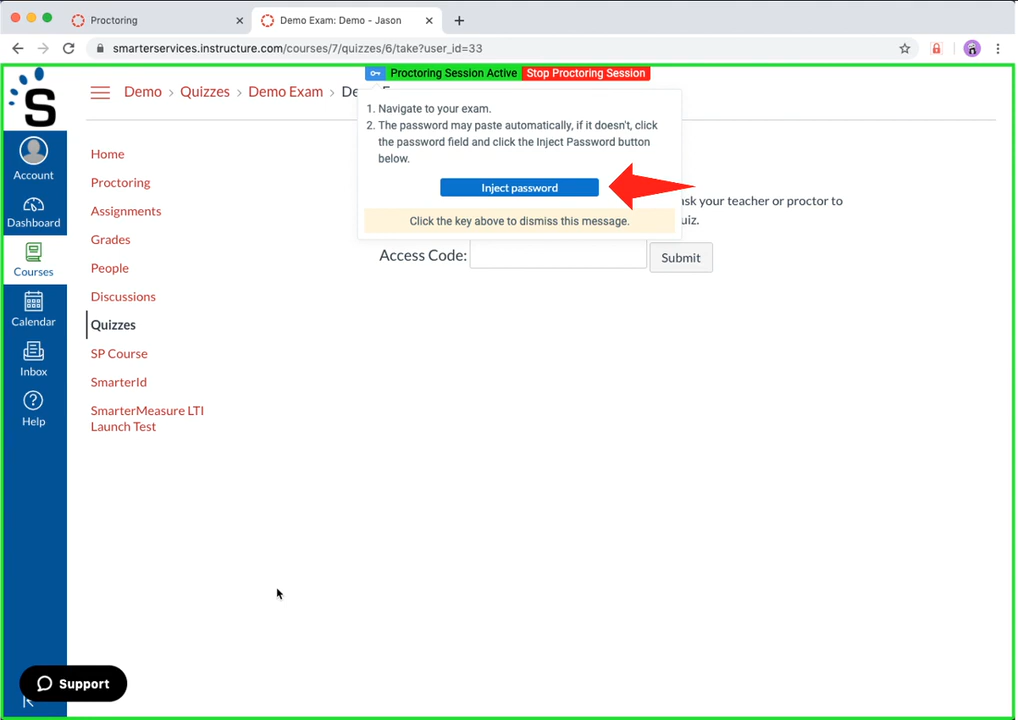 Proctoring
Demo Exam: Demo - Jason
smarterservices.instructure.com/courses/7/quizzes/6/take?user_id=33
Proctoring Session Active Stop Proctoring Session
S
Demo > Quizzes > Demo Exam >
1. Navigate to your exam.
2. The password may paste automatically, if it doesn't, click
the password field and click the Inject Password button
below.
Inject password
Click the key above to dismiss this message.
ask your teacher or proctor to
Access Code: Submit
Account
Dashboard
Courses
Calendar
Inbox
Help
Home
Proctoring
Assignments
Grades
People
Discussions
Quizzes
SP Course
SmarterId
SmarterMeasure LTI
Launch Test
Support